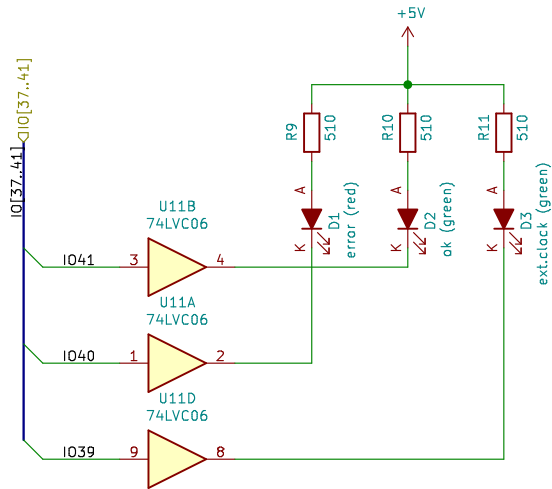 +5V
IO[37..41]
IO[37..41]
R9
510
R10
510
R11
510
A
A
A
D1
error (red)
D2
ok (green)
D3
ext.clock (green)
K
K
K
U11B
74LVC06
IO41
3
4
U11A
74LVC06
IO40
1
2
U11D
74LVC06
IO39
9
8